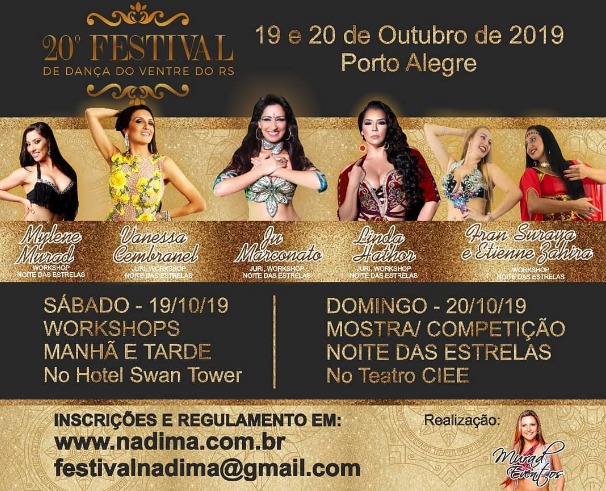 20º FESTIVAL
DE DANÇA DO VENTRE DO RS
19 e 20 de Outubro de 2019
Porto Alegre
Mylene
Murad
WORKSHOP
NOITE DAS ESTRELAS
Vanessa
Cembranel
JURI, WORKSHOP
NOITE DAS ESTRELAS
Ju
Marconato
JURI, WORKSHOP
NOITE DAS ESTRELAS
Linda
Hathor
JURI, WORKSHOP
NOITE DAS ESTRELAS
Fran Suraya
e Etienne Zahira
WORKSHOP
NOITE DAS ESTRELAS
SÁBADO - 19/10/19
WORKSHOPS
MANHÃ E TARDE
No Hotel Swan Tower
DOMINGO - 20/10/19
MOSTRA/ COMPETIÇÃO
NOITE DAS ESTRELAS
No Teatro CIEE
INSCRIÇÕES E REGULAMENTO EM:
www.nadima.com.br
festivalnadima@gmail.com
Realização:
Murad
Eventos